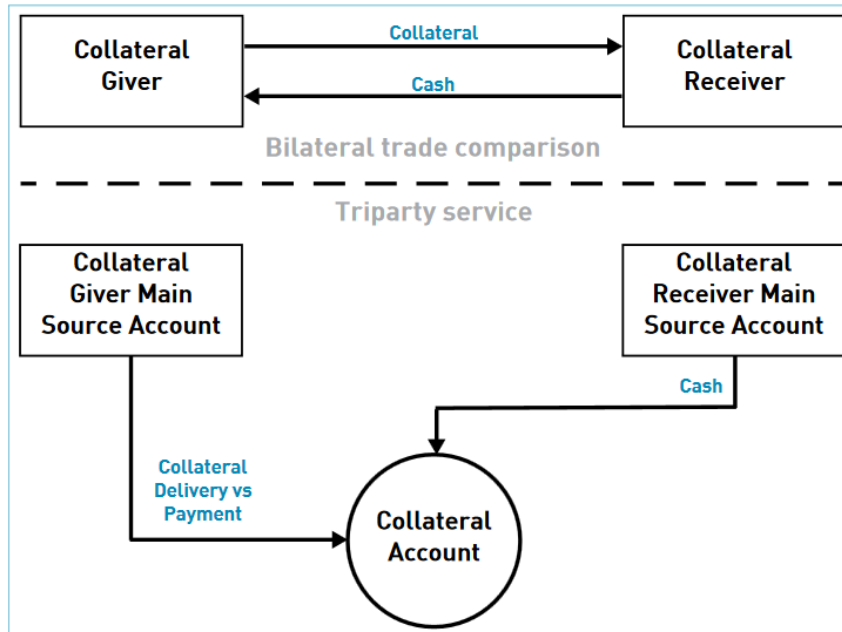 Collateral
Giver
Collateral
Cash
Collateral
Receiver
Bilateral trade comparison
Triparty service
Collateral
Giver Main
Source Account
Collateral
Receiver Main
Source Account
Cash
Collateral
Delivery vs
Payment
Collateral
Account